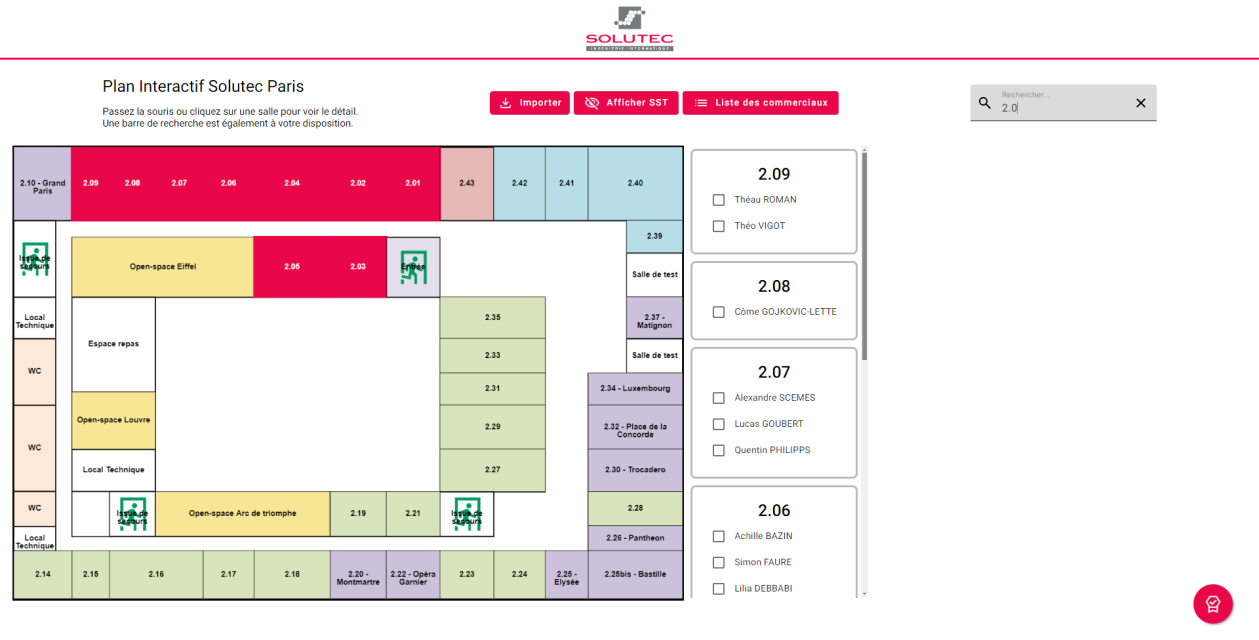 SOLUTEC
INGÉNIERIE INFORMATIQUE
Plan Interactif Solutec Paris
Passez la souris ou cliquez sur une salle pour voir le détail.
Une barre de recherche est également à votre disposition.
Importer
Afficher SST
Liste des commerciaux
Rechercher...
2.0
2.10 - Grand
Paris
2.09
2.08
2.07
2.06
2.04
2.02
2.01
2.43
2.42
2.41
2.40
2.39
Issue de
secours
Open-space Eiffel
2.05
2.03
Entrée
Salle de test
Local
Technique
Espace repas
2.35
2.37 -
Matignon
2.33
Salle de test
WC
2.31
2.34 - Luxembourg
Open-space Louvre
2.29
2.32 - Place de la
Concorde
WC
Local Technique
2.27
2.30 - Trocadero
WC
Issue de
secours
Open-space Arc de triomphe
2.19
2.21
Issue de
secours
2.28
Local
Technique
2.26 - Pantheon
2.14
2.15
2.16
2.17
2.18
2.20 -
Montmartre
2.22 - Opéra
Garnier
2.23
2.24
2.25 -
Elysée
2.25bis - Bastille
2.09
Théau ROMAN
Théo VIGOT
2.08
Côme GOJKOVIC-LETTE
2.07
Alexandre SCEMES
Lucas GOUBERT
Quentin PHILIPPS
2.06
Achille BAZIN
Simon FAURE
Lilia DEBBABI